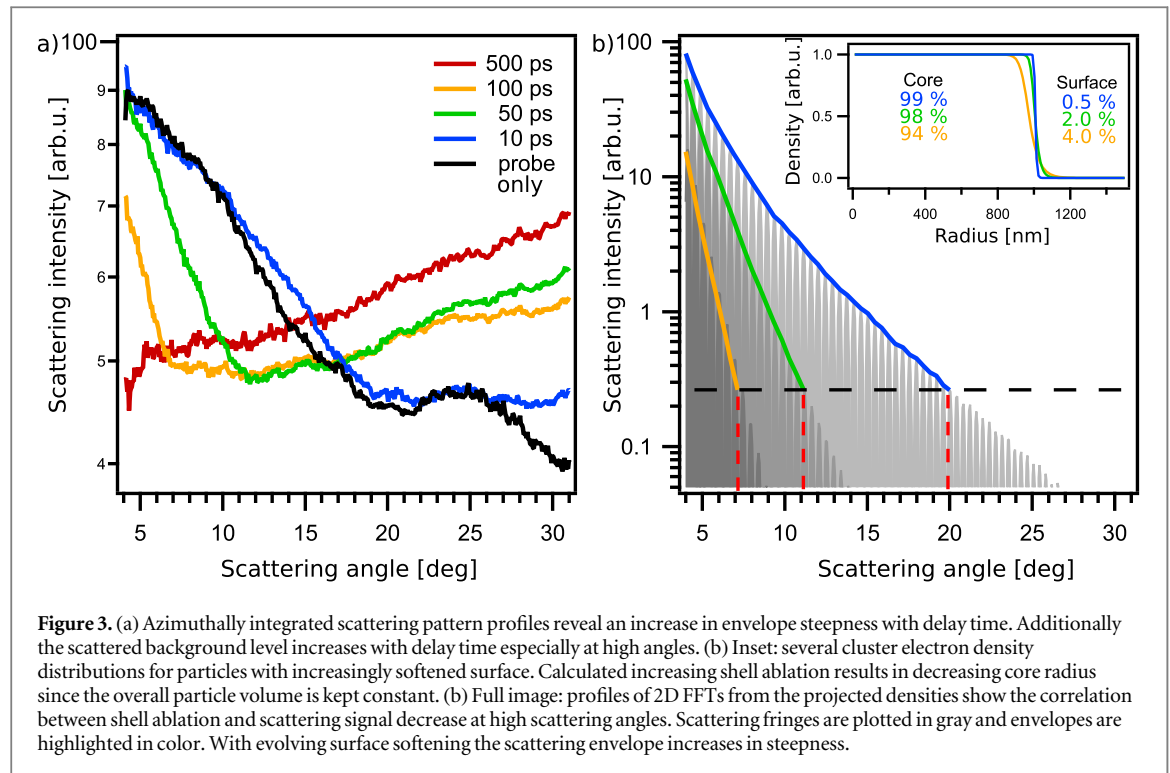 a)
100
9
8
7
6
5
4
Scattering intensity [arb.u.]
500 ps
100 ps
50 ps
10 ps
probe
only
5 10 15 20 25 30
Scattering angle [deg]
b)
100
10
1
0.1
Scattering intensity [arb.u.]
Density [arb.u.]
1.0
0.5
0.0
Core
99 %
98 %
94 %
Surface
0.5 %
2.0 %
4.0 %
0 400 800 1200
Radius [nm]
5 10 15 20 25 30
Scattering angle [deg]
Figure 3. (a) Azimuthally integrated scattering pattern profiles reveal an increase in envelope steepness with delay time. Additionally
the scattered background level increases with delay time especially at high angles. (b) Inset: several cluster electron density
distributions for particles with increasingly softened surface. Calculated increasing shell ablation results in decreasing core radius
since the overall particle volume is kept constant. (b) Full image: profiles of 2D FFTs from the projected densities show the correlation
between shell ablation and scattering signal decrease at high scattering angles. Scattering fringes are plotted in gray and envelopes are
highlighted in color. With evolving surface softening the scattering envelope increases in steepness.